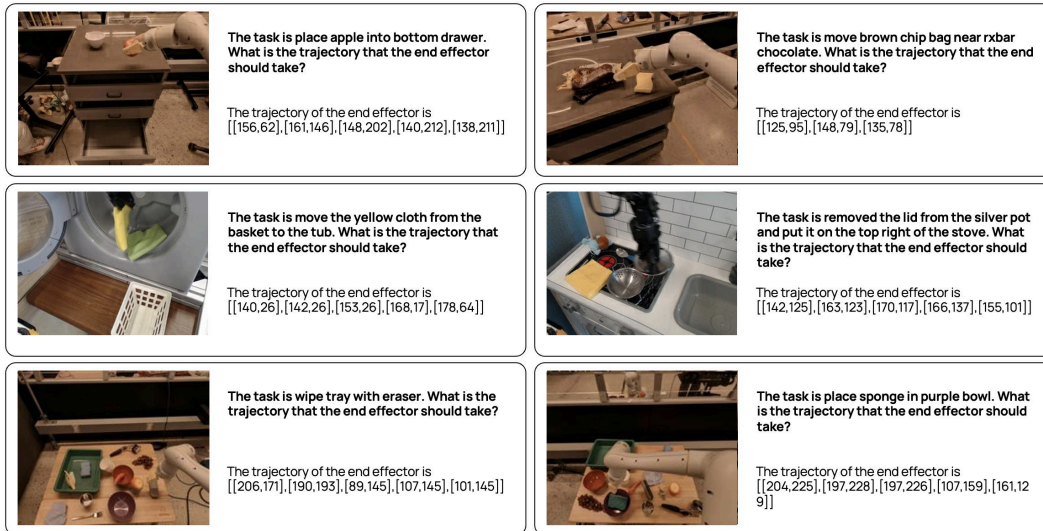 The task is place apple into bottom drawer.
What is the trajectory that the end effector
should take?
The trajectory of the end effector is
[[156,62],[161,146],[148,202],[140,212],[138,211]]
The task is move brown chip bag near rxbar
chocolate. What is the trajectory that the end
effector should take?
The trajectory of the end effector is
[[125,95],[148,79],[135,78]]
The task is move the yellow cloth from the
basket to the tub. What is the trajectory that
the end effector should take?
The trajectory of the end effector is
[[140,26],[142,26],[153,26],[168,17],[178,64]]
The task is removed the lid from the silver pot
and put it on the top right of the stove. What
is the trajectory that the end effector should
take?
The trajectory of the end effector is
[[142,125],[163,123],[170,117],[166,137],[155,101]]
The task is wipe tray with eraser. What is the
trajectory that the end effector should take?
The trajectory of the end effector is
[[206,171],[190,193],[89,145],[107,145],[101,145]]
The task is place sponge in purple bowl. What
is the trajectory that the end effector should
take?
The trajectory of the end effector is
[[204,225],[197,228],[197,226],[107,159],[161,12
9]]